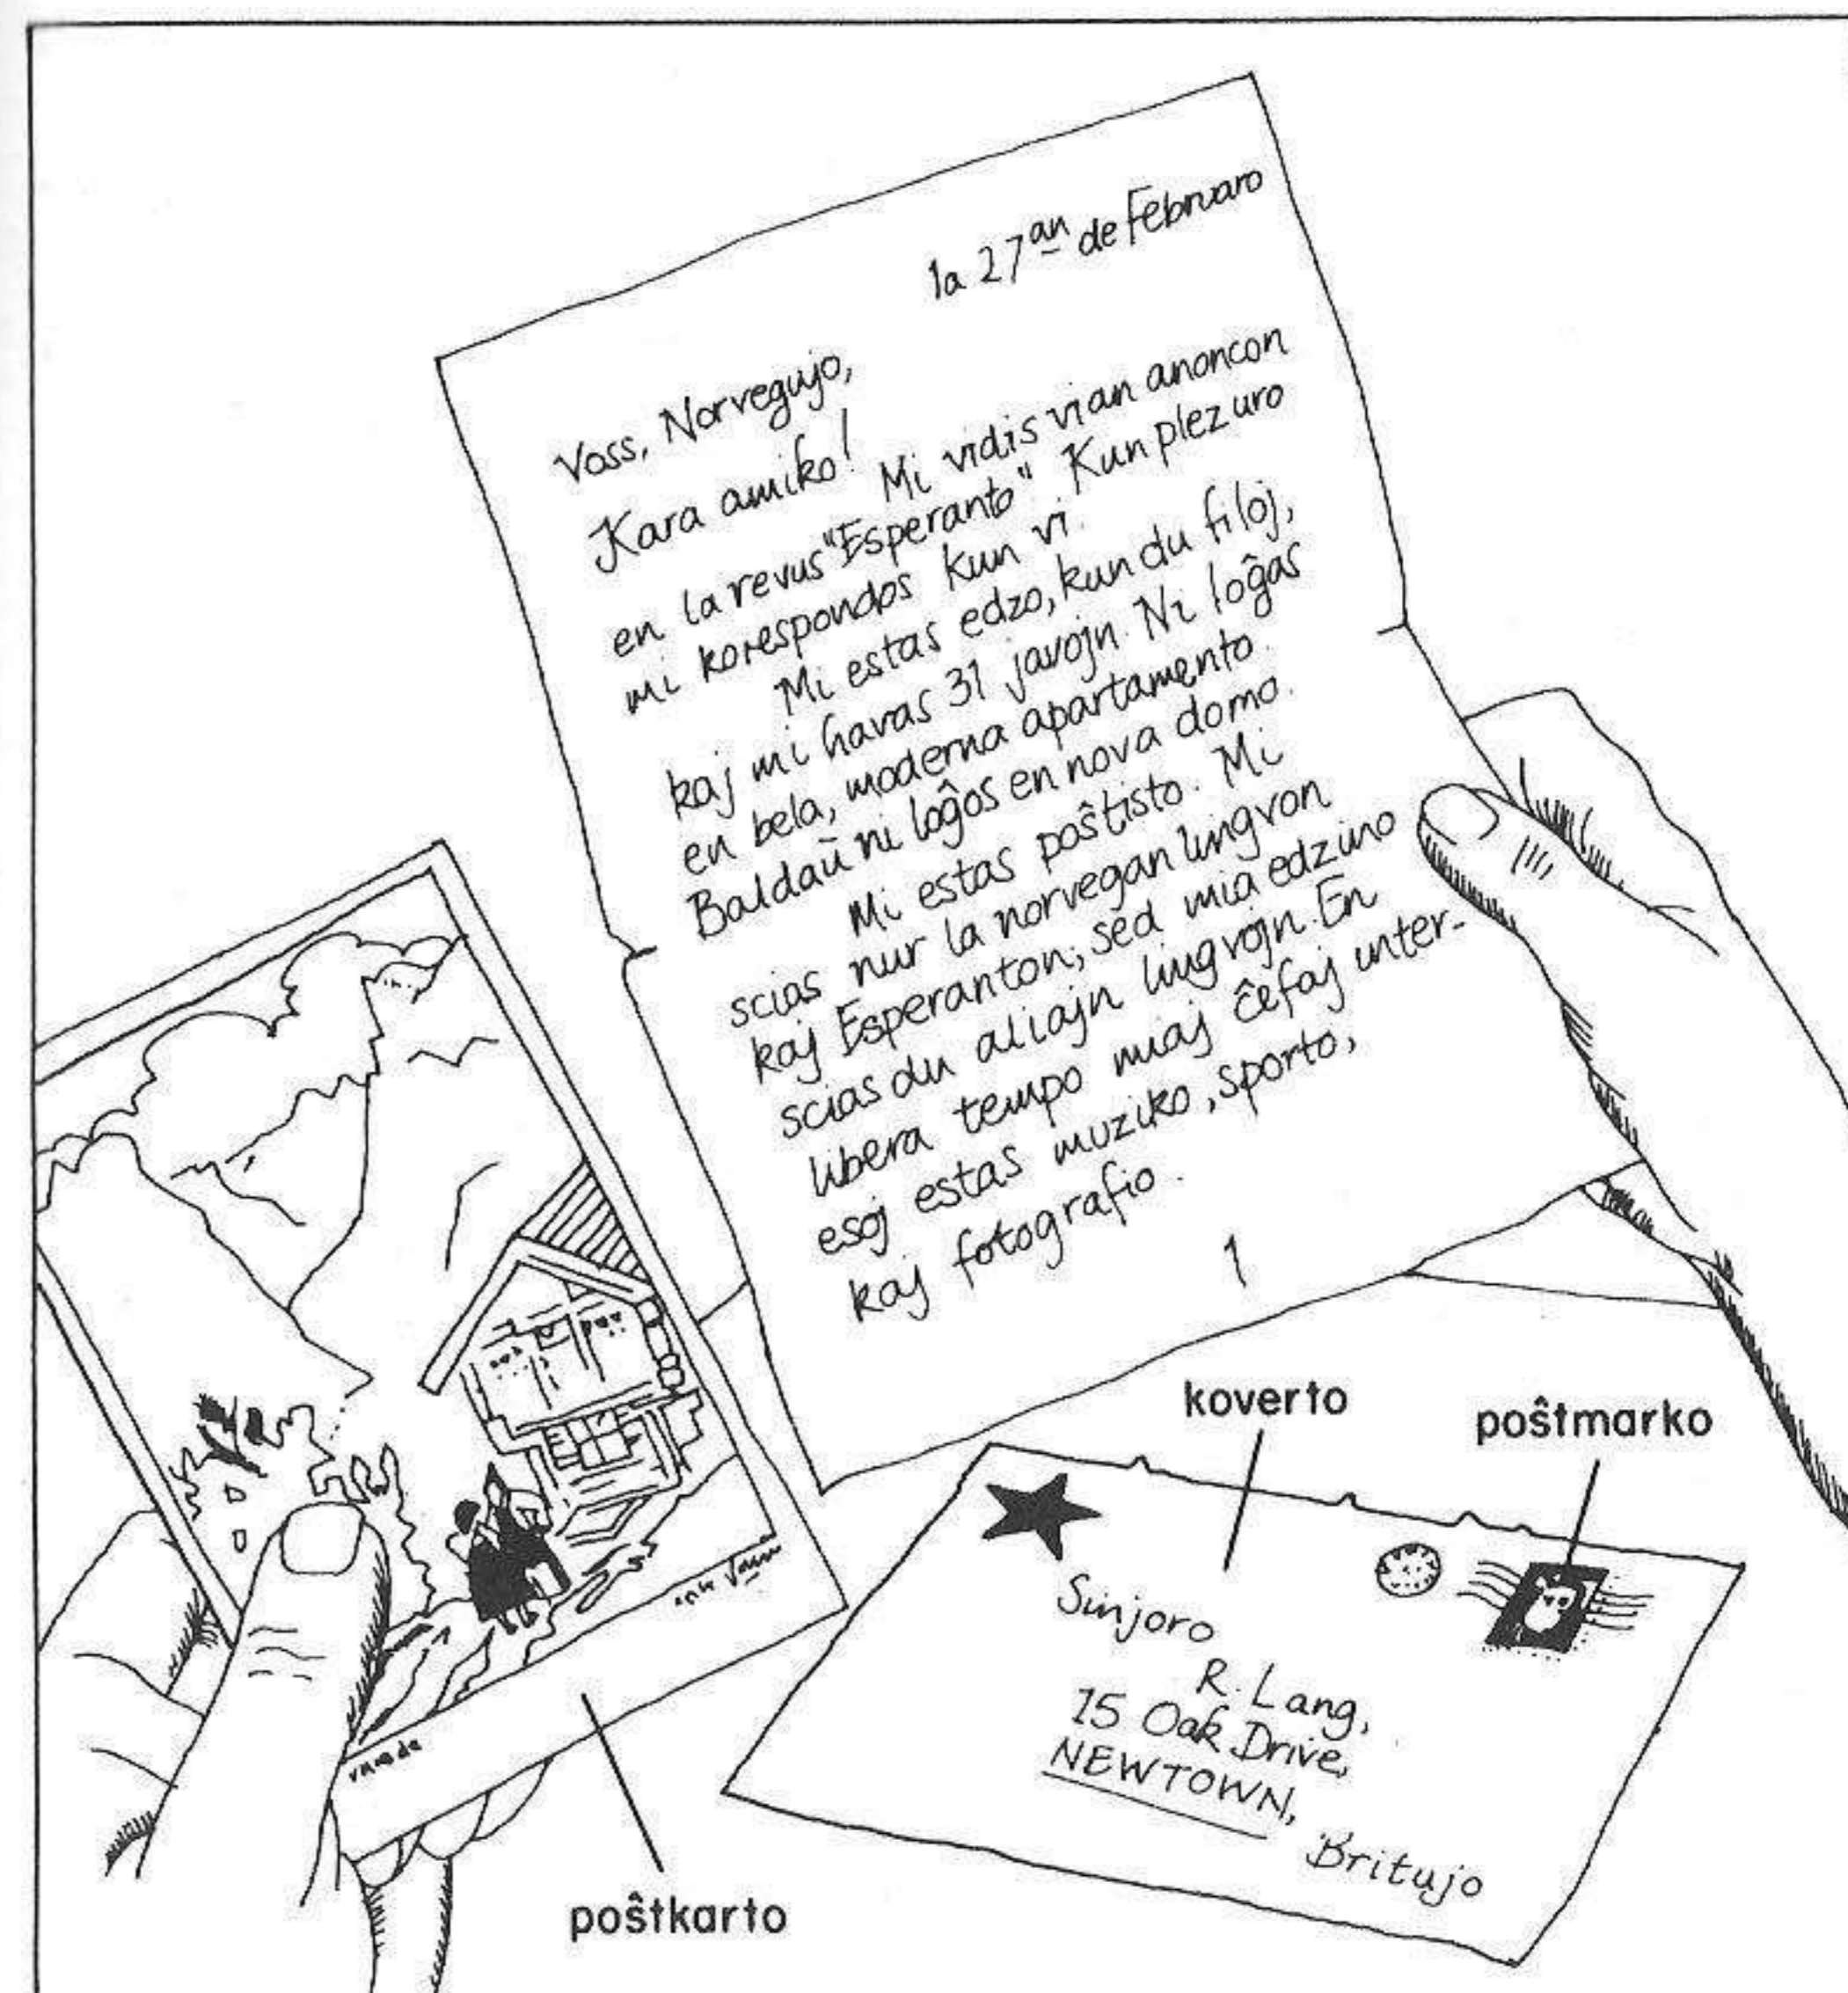 la 27an de Februaro
Voss, Norvegujo,
Kara amiko!
Mi vidis vian anoncon
en la revuo "Esperanto". Kun plezuro
mi korespondos kun vi.
Mi estas edzo, kun du filoj,
kaj mi havas 31 jarojn. Ni loĝas
en bela, moderna apartamento.
Baldaŭ ni loĝos en nova domo.
Mi estas poŝtisto. Mi
scias nur la norvegan lingvon
kaj Esperanton, sed mia edzino
scias du aliajn lingvojn. En
libera tempo miaj ĉefaj inter-
esoj estas muziko, sporto,
kaj fotografio.
1
koverto
poŝtmarko
Sinjoro
R. Lang,
15 Oak Drive,
NEWTOWN,
Britujo
poŝtkarto